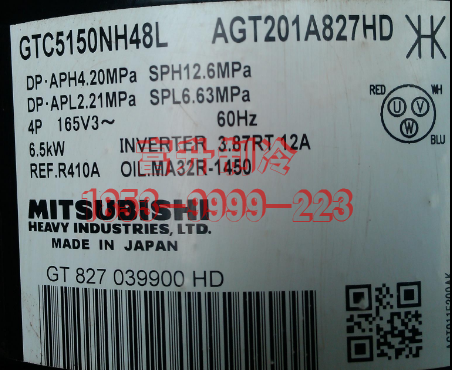 GTC5150NH48L AGT201A827HD
DP·APH4.20MPa SPH12.6MPa
DP·APL2.21MPa SPL6.63MPa
4P 165V3～ 60Hz
6.5kW INVERTER 3.87RT 12A
REF.R410A OIL.MA32R-1450
RED WH
U V
W
BLU
MITSUBISHI
HEAVY INDUSTRIES, LTD.
MADE IN JAPAN
GT 827 039900 HD